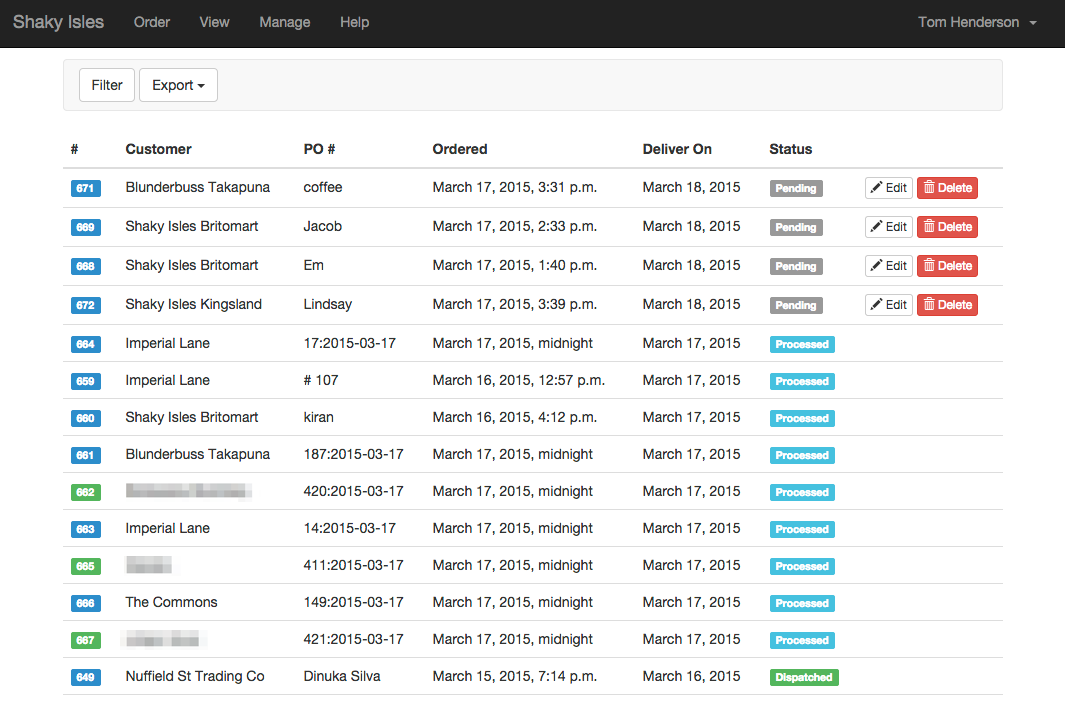 Shaky Isles Order View Manage Help Tom Henderson
Filter Export
# Customer PO # Ordered Deliver On Status
671 Blunderbuss Takapuna coffee March 17, 2015, 3:31 p.m. March 18, 2015 Pending Edit Delete
669 Shaky Isles Britomart Jacob March 17, 2015, 2:33 p.m. March 18, 2015 Pending Edit Delete
668 Shaky Isles Britomart Em March 17, 2015, 1:40 p.m. March 18, 2015 Pending Edit Delete
672 Shaky Isles Kingsland Lindsay March 17, 2015, 3:39 p.m. March 18, 2015 Pending Edit Delete
664 Imperial Lane 17:2015-03-17 March 17, 2015, midnight March 17, 2015 Processed
659 Imperial Lane # 107 March 16, 2015, 12:57 p.m. March 17, 2015 Processed
660 Shaky Isles Britomart kiran March 16, 2015, 4:12 p.m. March 17, 2015 Processed
661 Blunderbuss Takapuna 187:2015-03-17 March 17, 2015, midnight March 17, 2015 Processed
662 420:2015-03-17 March 17, 2015, midnight March 17, 2015 Processed
663 Imperial Lane 14:2015-03-17 March 17, 2015, midnight March 17, 2015 Processed
665 411:2015-03-17 March 17, 2015, midnight March 17, 2015 Processed
666 The Commons 149:2015-03-17 March 17, 2015, midnight March 17, 2015 Processed
667 421:2015-03-17 March 17, 2015, midnight March 17, 2015 Processed
649 Nuffield St Trading Co Dinuka Silva March 15, 2015, 7:14 p.m. March 16, 2015 Dispatched